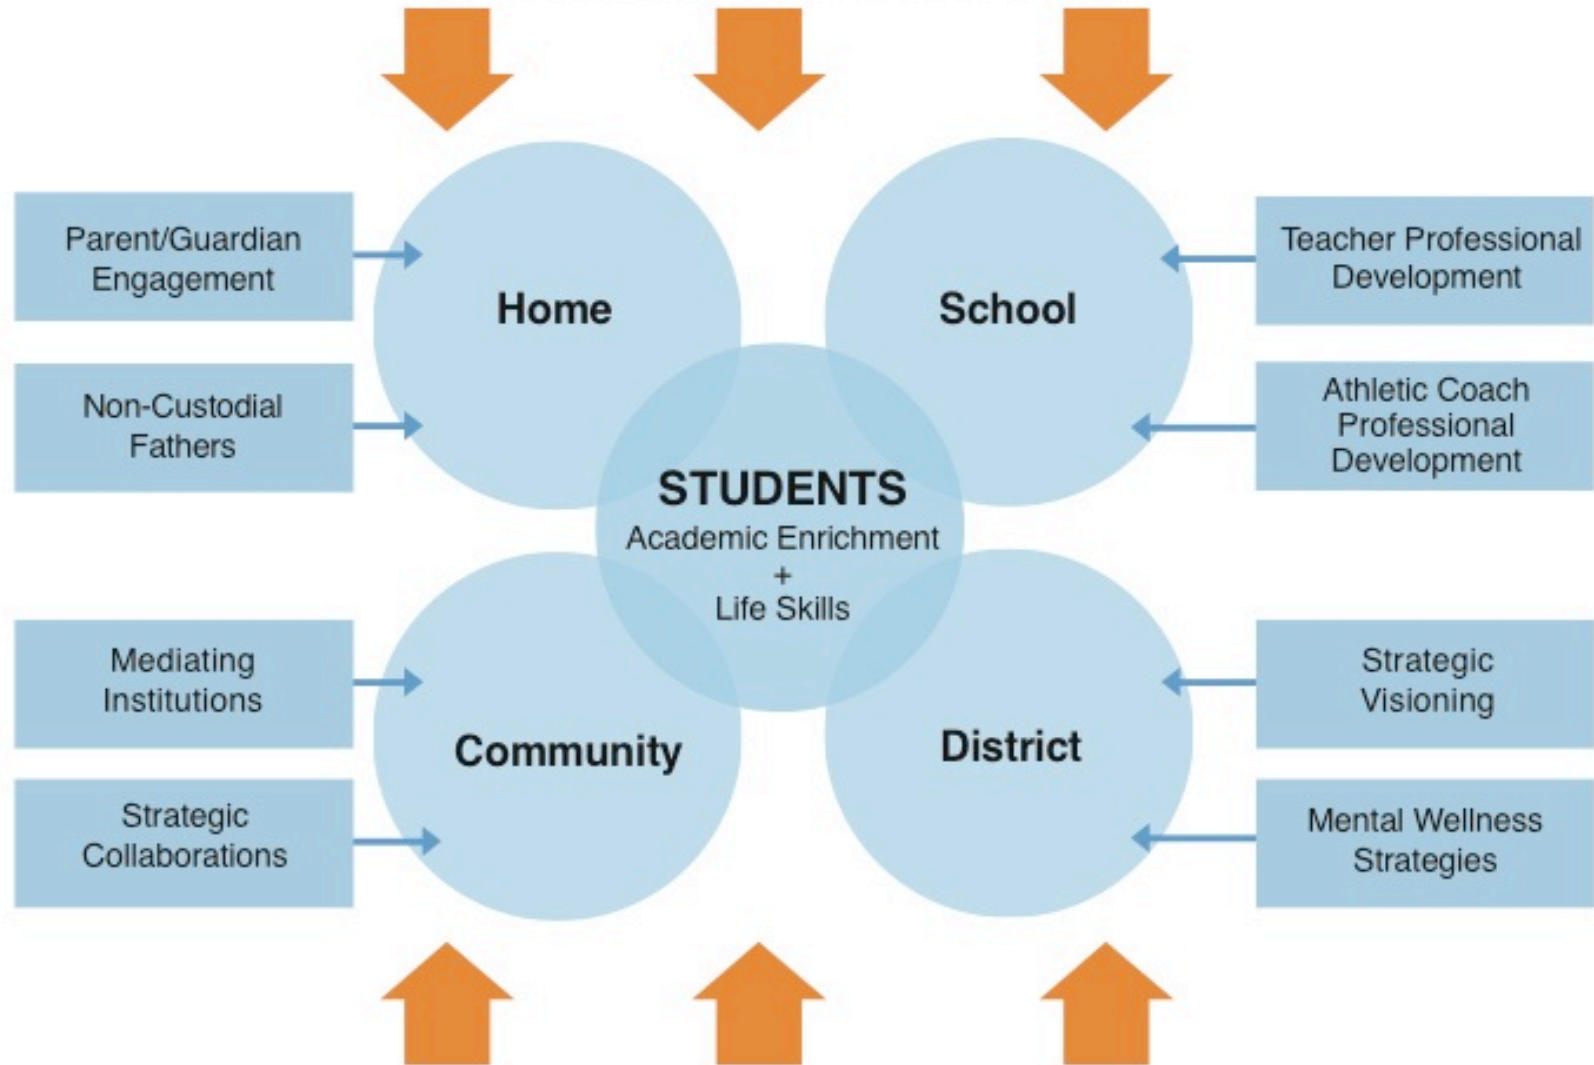 Parent/Guardian
Engagement
Non-Custodial
Fathers
Home
School
Teacher Professional
Development
Athletic Coach
Professional
Development
STUDENTS
Academic Enrichment
+
Life Skills
Mediating
Institutions
Strategic
Collaborations
Community
District
Strategic
Visioning
Mental Wellness
Strategies